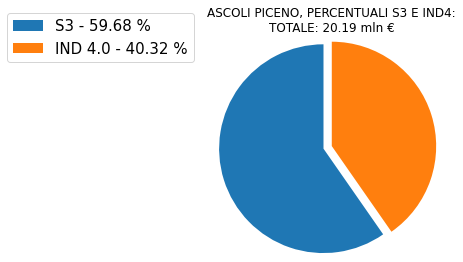 ASCOLI PICENO, PERCENTUALI S3 E IND4:
TOTALE: 20.19 mln €
S3 - 59.68 %
IND 4.0 - 40.32 %